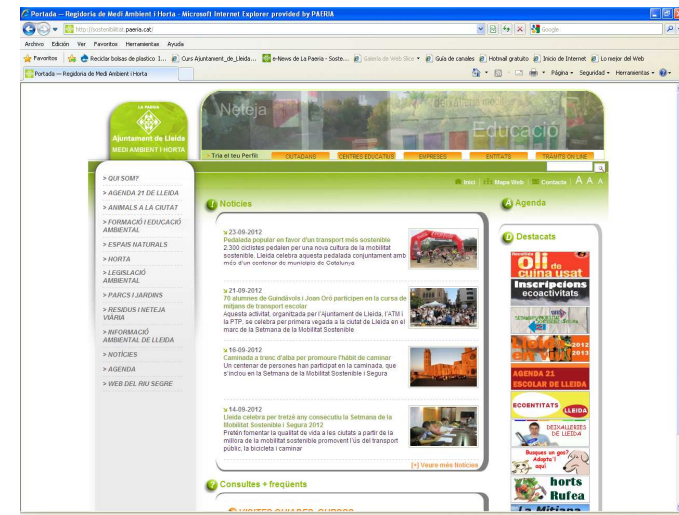 Portada — Regidoria de Medi Ambient i Horta - Microsoft Internet Explorer provided by PAERIA
http://sostenibilitat.paeria.cat/
Google
Archivo Edición Ver Favoritos Herramientas Ayuda
Favoritos
Reciclar bolsas de plastico 1...
Curs Ajuntament_de_Lleida...
e-News de La Paeria - Soste...
Galería de Web Slice
Guía de canales
Hotmail gratuito
Inicio de Internet
Lo mejor del Web
Portada — Regidoria de Medi Ambient i Horta
Página Seguridad Herramientas
LA PAERIA
Ajuntament de Lleida
MEDI AMBIENT I HORTA
Neteja
Educació
Tria el teu Perfil:
CIUTADANS
CENTRES EDUCATIUS
EMPRESES
ENTITATS
TRÀMITS ON LINE
Inici | Mapa Web | Contacta | A A A
> QUI SOM?
> AGENDA 21 DE LLEIDA
> ANIMALS A LA CIUTAT
> FORMACIÓ I EDUCACIÓ
AMBIENTAL
> ESPAIS NATURALS
> HORTA
> LEGISLACIÓ
AMBIENTAL
> PARCS I JARDINS
> RESIDUS I NETEJA
VIÀRIA
> INFORMACIÓ
AMBIENTAL DE LLEIDA
> NOTÍCIES
> AGENDA
> WEB DEL RIU SEGRE
Notícies
23-09-2012
Pedalada popular en favor d'un transport més sostenible
2.300 ciclistes pedalen per una nova cultura de la mobilitat
sostenible. Lleida celebra aquesta pedalada conjuntament amb
més d'un centenar de municipis de Catalunya
21-09-2012
70 alumnes de Guindàvols i Joan Oró participen en la cursa de
mitjans de transport escolar
Aquesta activitat, organitzada per l'Ajuntament de Lleida, l'ATM i
la PTP, se celebra per primera vegada a la ciutat de Lleida en el
marc de la Setmana de la Mobilitat Sostenible i Segura
16-09-2012
Caminada a trenc d'alba per promoure l'hàbit de caminar
Un centenar de persones han participat en la caminada, que
s'inclou en la Setmana de la Mobilitat Sostenible i Segura
14-09-2012
Lleida celebra per tretzè any consecutiu la Setmana de la
Mobilitat Sostenible i Segura 2012
Pretén fomentar la qualitat de vida a les ciutats a partir de la
millora de la mobilitat sostenible promovent l'ús del transport
públic, la bicicleta i caminar
[+] Veure més Notícies
Consultes + freqüents
VISITES GUIADES, CURSOS
Agenda
Destacats
oli de
cuina usat
Inscripcions
ecoactivitats
Lleida
en viu
2012
2013
AGENDA 21
ESCOLAR DE LLEIDA
ECOENTITATS
LLEIDA
DEIXALLERIES
DE LLEIDA
Busques un gos?
Adopta'l
aquí
horts
Rufea
La Mitjana